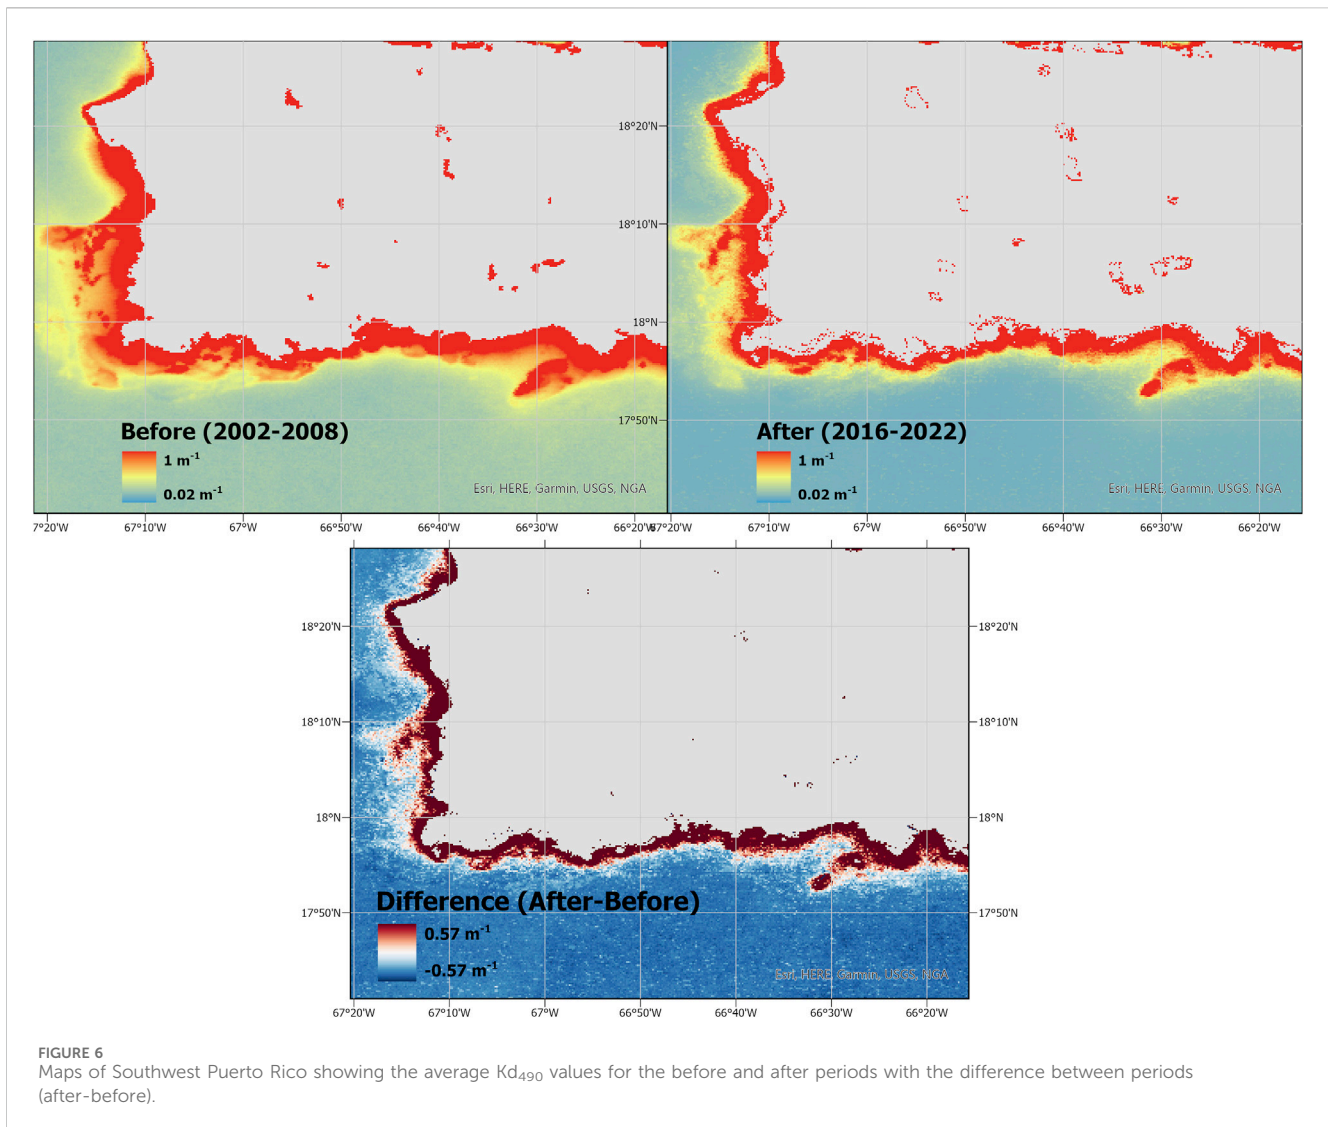 18°20'N
18°10'N
18°N
17°50'N
Before (2002-2008)
1 m⁻¹
0.02 m⁻¹
Esri, HERE, Garmin, USGS, NGA
After (2016-2022)
1 m⁻¹
0.02 m⁻¹
Esri, HERE, Garmin, USGS, NGA
7°20'W 67°10'W 67°W 66°50'W 66°40'W 66°30'W 66°20'W 67°20'W 67°10'W 67°W 66°50'W 66°40'W 66°30'W 66°20'W
18°20'N 18°20'N
18°10'N 18°10'N
18°N 18°N
17°50'N 17°50'N
Difference (After-Before)
0.57 m⁻¹
-0.57 m⁻¹
Esri, HERE, Garmin, USGS, NGA
67°20'W 67°10'W 67°W 66°50'W 66°40'W 66°30'W 66°20'W
FIGURE 6
Maps of Southwest Puerto Rico showing the average Kd₄₉₀ values for the before and after periods with the difference between periods
(after-before).